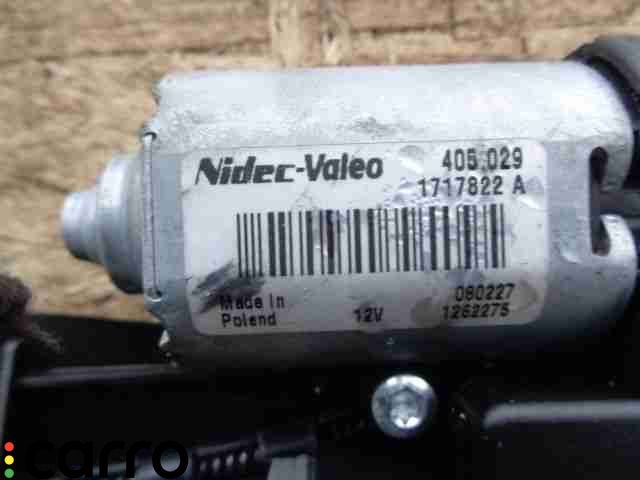 Nidec-Valeo 405.029
1717822 A
080227
Made in
Poland 12V 1262275
carro